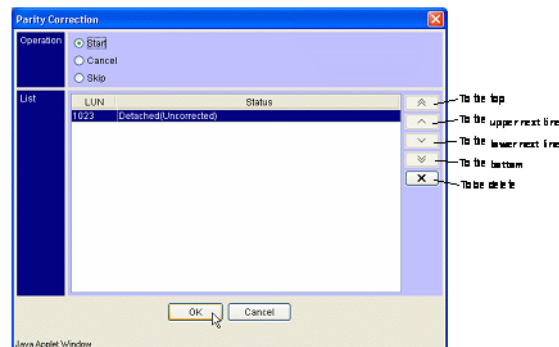 Parity Correction
Operation
Start
Cancel
Skip
List
LUN Status
1023 Detached(Uncorrected)
To the top
To the upper next line
To the lower next line
To the bottom
To be delete
OK Cancel
Java Applet Window